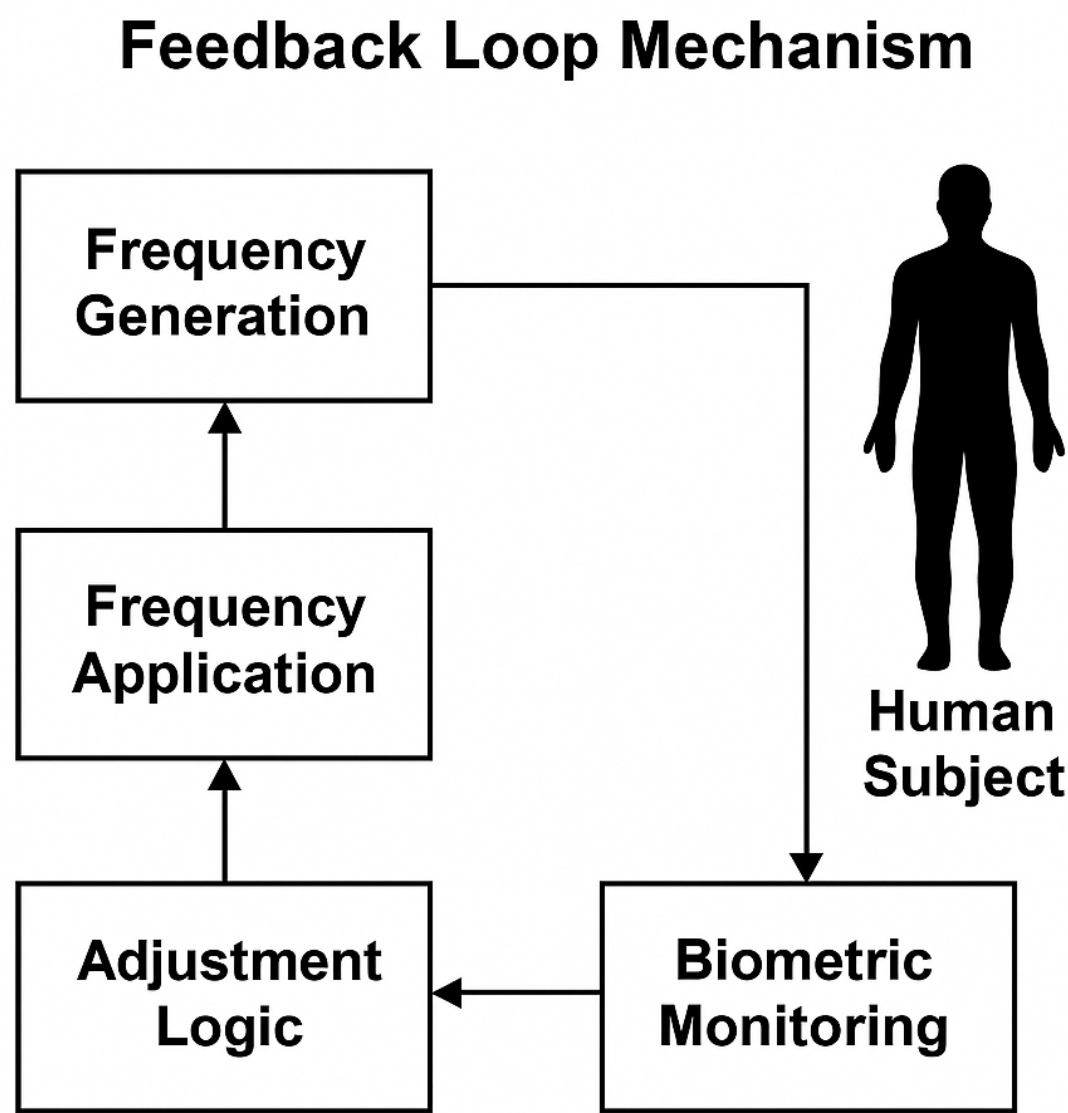 Feedback Loop Mechanism
Frequency
Generation
Frequency
Application
Human
Subject
Adjustment
Logic
Biometric
Monitoring